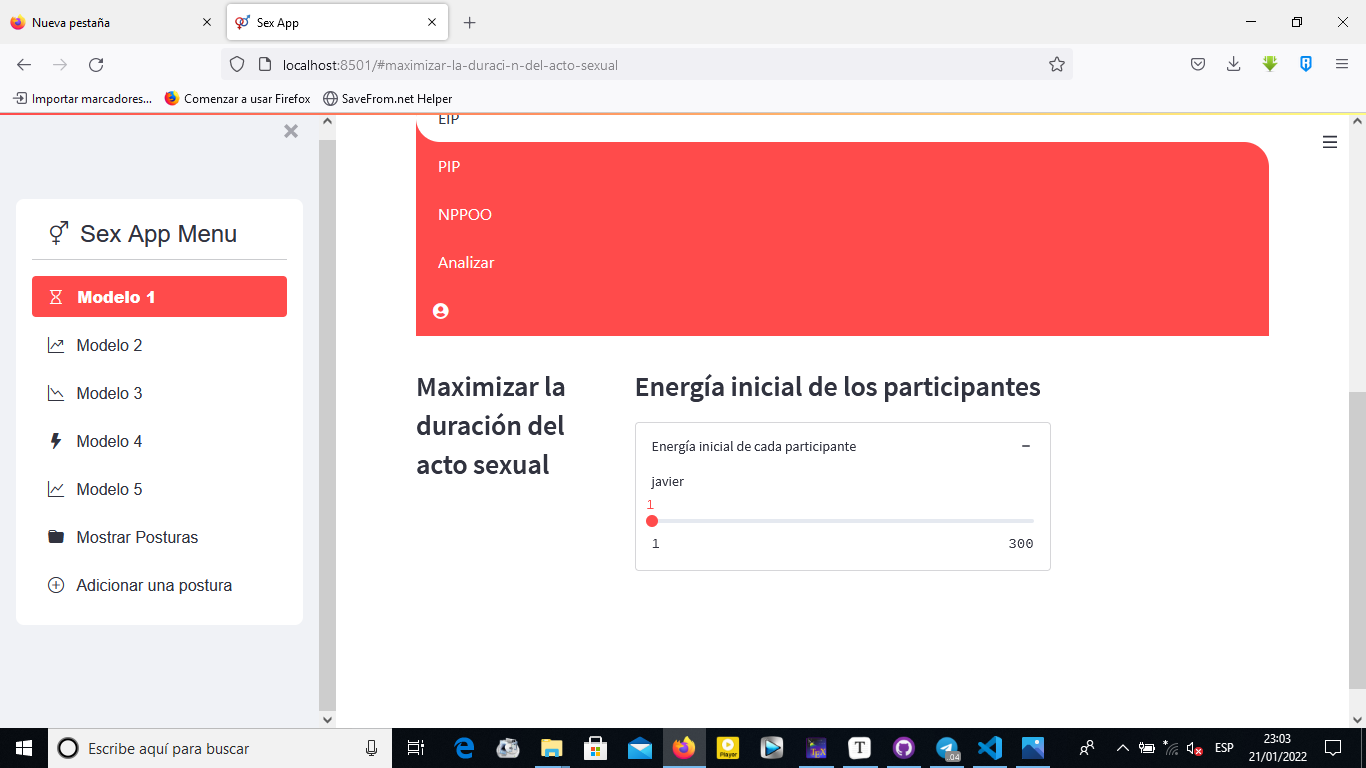 Nueva pestaña
Sex App
localhost:8501/#maximizar-la-duraci-n-del-acto-sexual
Importar marcadores...
Comenzar a usar Firefox
SaveFrom.net Helper
Sex App Menu
Modelo 1
Modelo 2
Modelo 3
Modelo 4
Modelo 5
Mostrar Posturas
Adicionar una postura
EIP
PIP
NPPOO
Analizar
Maximizar la
duración del
acto sexual
Energía inicial de los participantes
Energía inicial de cada participante
javier
1
1
300
Escribe aquí para buscar
Player
TEX
T
.04
ESP
23:03
21/01/2022